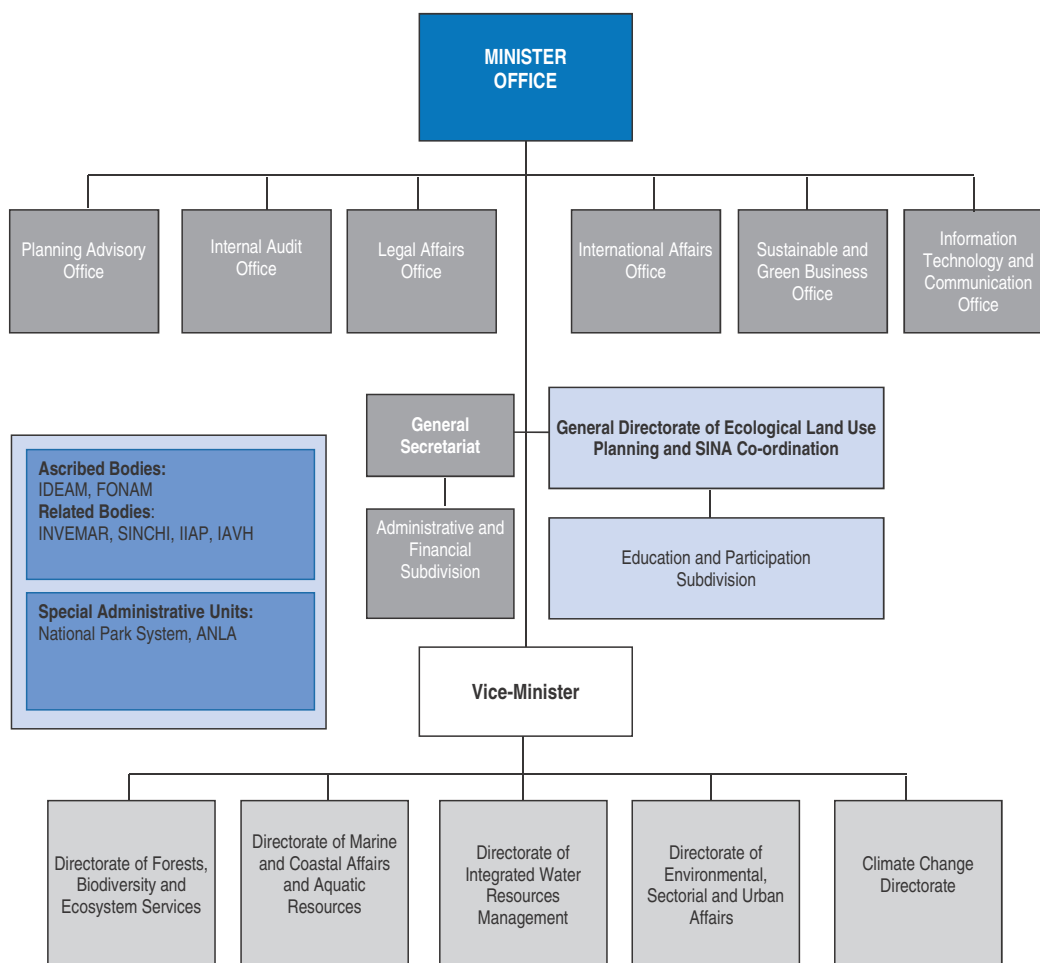 MINISTER
OFFICE
Planning Advisory
Office
Internal Audit
Office
Legal Affairs
Office
International Affairs
Office
Sustainable and
Green Business
Office
Information
Technology and
Communication
Office
General
Secretariat
General Directorate of Ecological Land Use
Planning and SINA Co-ordination
Ascribed Bodies:
IDEAM, FONAM
Related Bodies:
INVEMAR, SINCHI, IIAP, IAVH
Special Administrative Units:
National Park System, ANLA
Administrative and
Financial
Subdivision
Education and Participation
Subdivision
Vice-Minister
Directorate of Forests,
Biodiversity and
Ecosystem Services
Directorate of Marine
and Coastal Affairs
and Aquatic
Resources
Directorate of
Integrated Water
Resources
Management
Directorate of
Environmental,
Sectorial and Urban
Affairs
Climate Change
Directorate